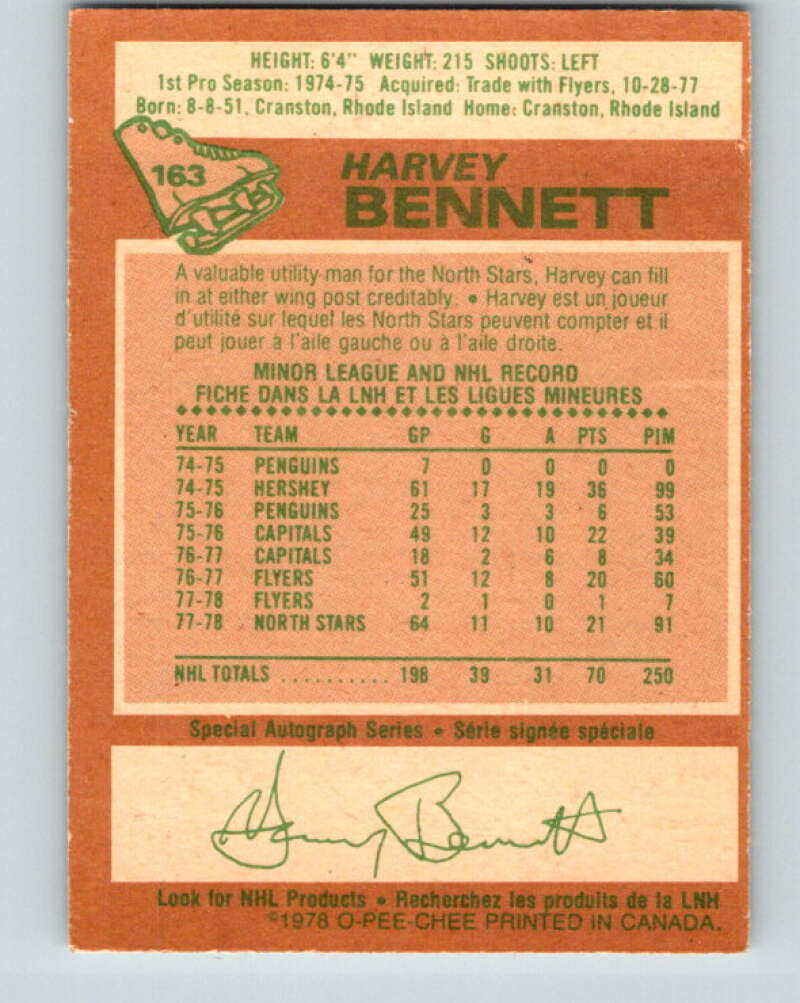 HEIGHT: 6'4" WEIGHT: 215 SHOOTS: LEFT
1st Pro Season: 1974-75 Acquired: Trade with Flyers, 10-28-77
Born: 8-8-51, Cranston, Rhode Island Home: Cranston, Rhode Island
163
HARVEY
BENNETT
A valuable utility man for the North Stars, Harvey can fill
in at either wing post creditably. • Harvey est un joueur
d'utilité sur lequel les North Stars peuvent compter et il
peut jouer à l'aile gauche ou à l'aile droite.
MINOR LEAGUE AND NHL RECORD
FICHE DANS LA LNH ET LES LIGUES MINEURES
YEAR TEAM GP G A PTS PIM
74-75 PENGUINS 7 0 0 0 0
74-75 HERSHEY 61 17 19 36 99
75-76 PENGUINS 25 3 3 6 53
75-76 CAPITALS 49 12 10 22 39
76-77 CAPITALS 18 2 6 8 34
76-77 FLYERS 51 12 8 20 60
77-78 FLYERS 2 1 0 1 7
77-78 NORTH STARS 64 11 10 21 91
NHL TOTALS .......... 198 39 31 70 250
Special Autograph Series • Série signée spéciale
Harvey Bennett
Look for NHL Products • Recherchez les produits de la LNH
©1978 O-PEE-CHEE PRINTED IN CANADA.